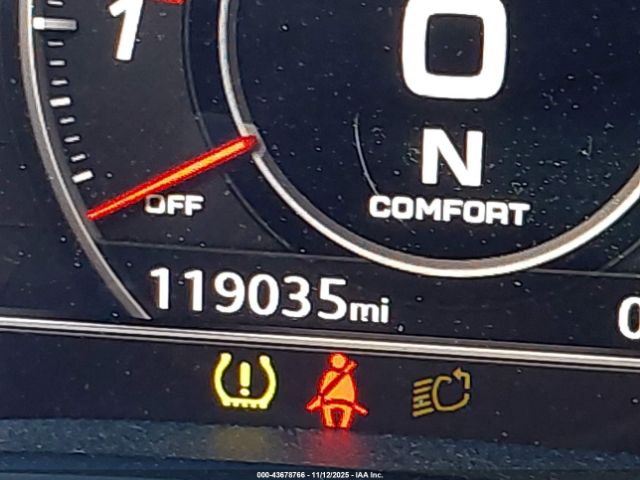 1
0
N
COMFORT
OFF
119035mi
0
000-43678766 - 11/12/2025 - IAA Inc.